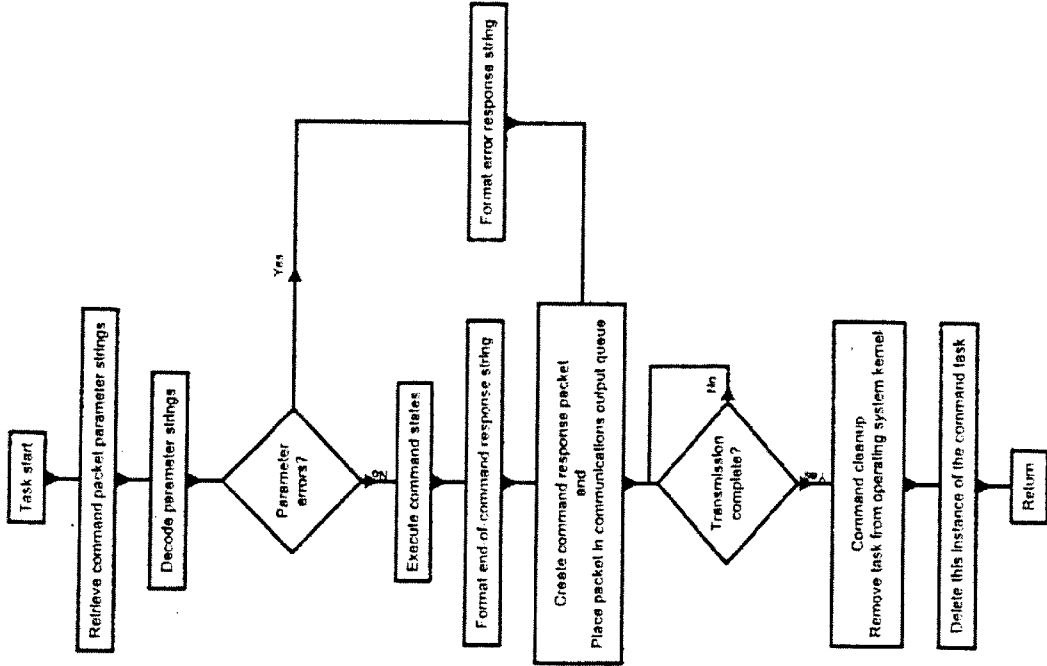 Task start
Retrieve command packet parameter strings
Decode parameter strings
Parameter
errors?
Yes
No
Format error response string
Execute command states
Format end-of-command response string
Create command response packet
and
Place packet in communications output queue
Transmission
complete?
No
Command cleanup
Remove task from operating system kernel
Delete this instance of the command task
Return